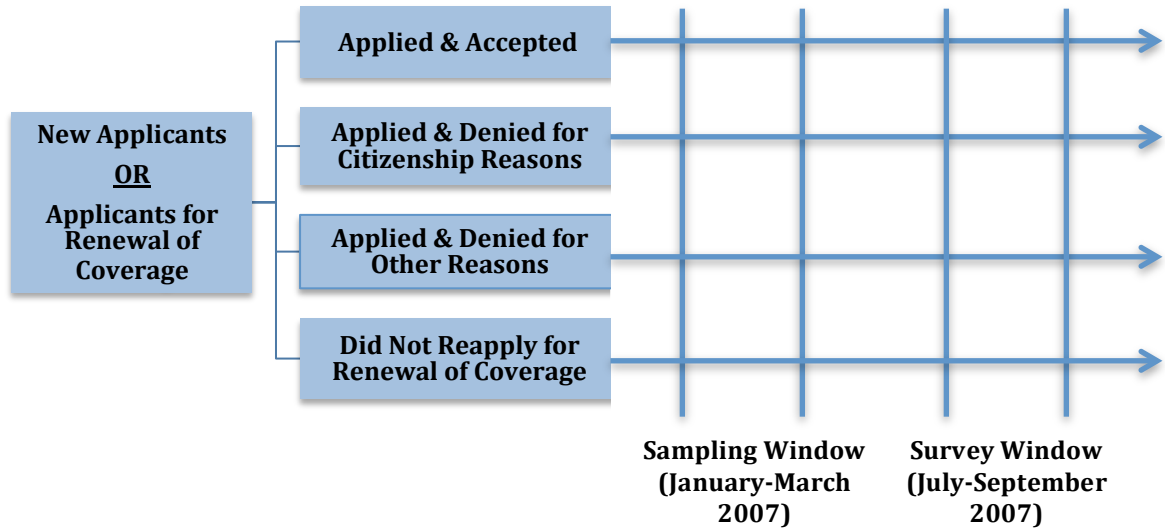 New Applicants
OR
Applicants for
Renewal of
Coverage
Applied & Accepted
Applied & Denied for
Citizenship Reasons
Applied & Denied for
Other Reasons
Did Not Reapply for
Renewal of Coverage
Sampling Window
(January-March
2007)
Survey Window
(July-September
2007)